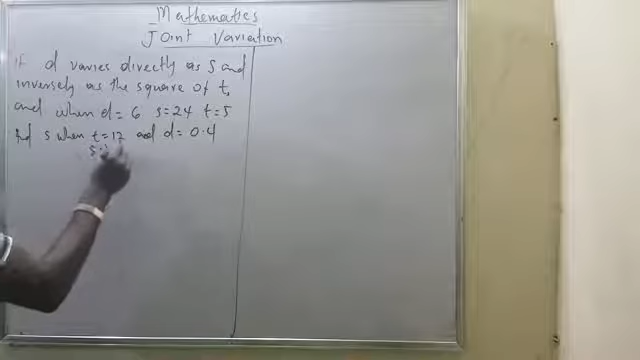 Mathematics
Joint Variation
If d varies directly as s and
inversely as the square of t,
and when d = 6 s = 24 t = 5
find s when t = 12 and d = 0.4